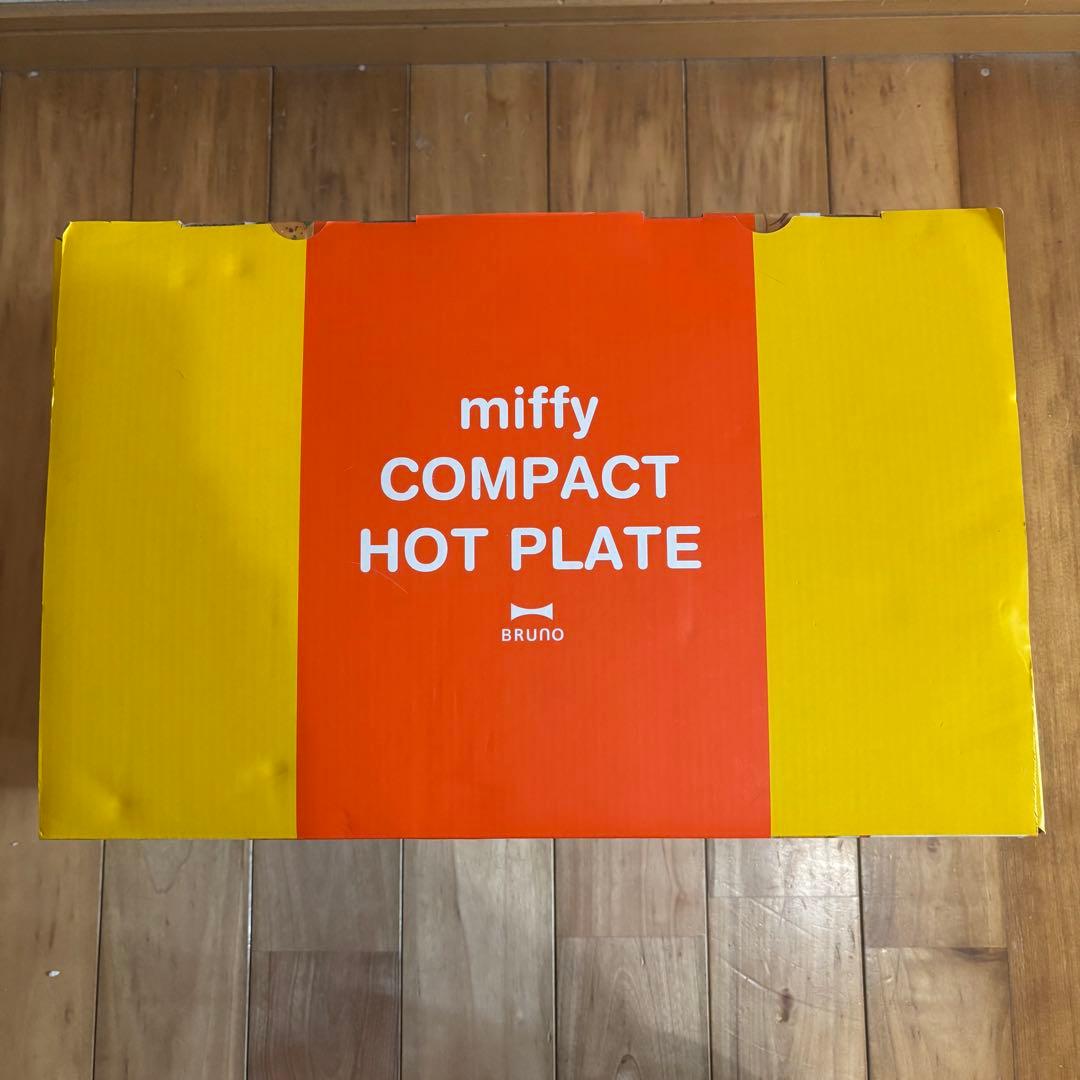 miffy
COMPACT
HOT PLATE
BRUNO